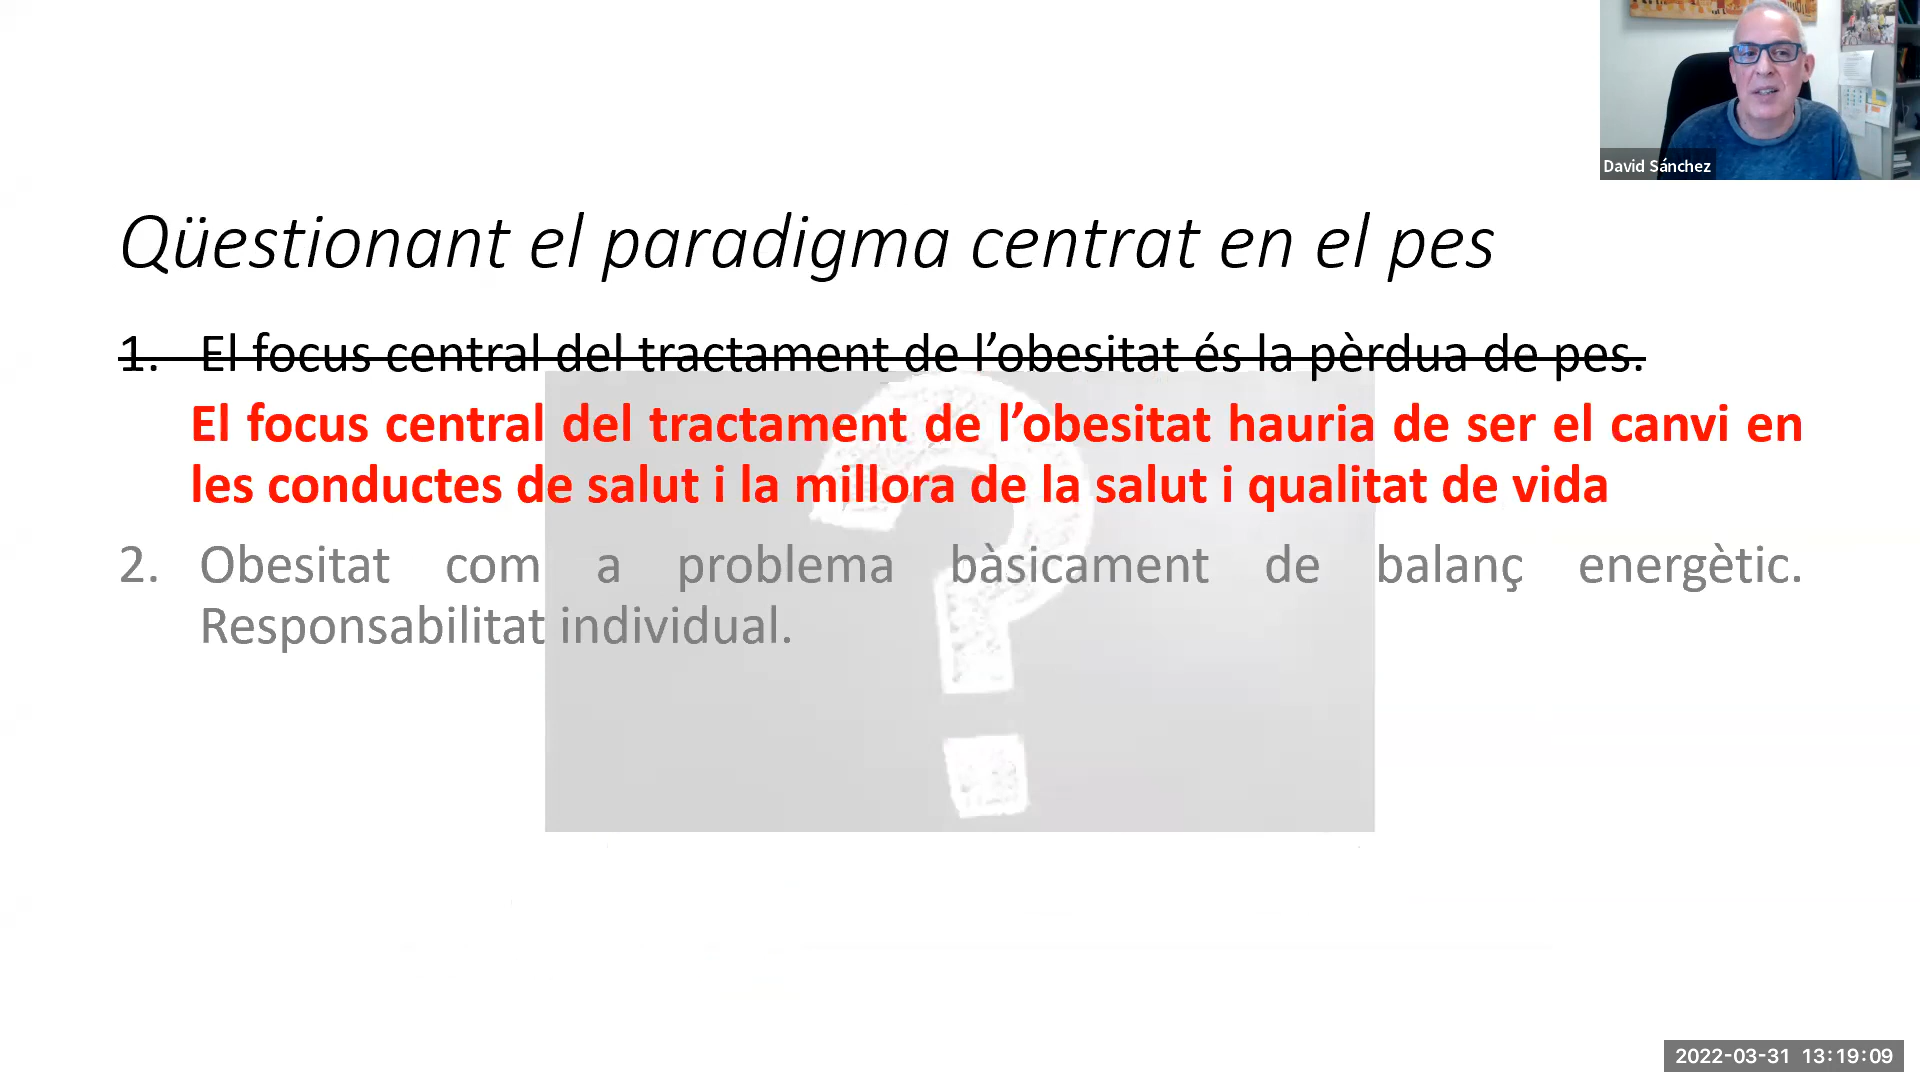 David Sánchez
Qüestionant el paradigma centrat en el pes
1. El focus central del tractament de l’obesitat és la pèrdua de pes.
El focus central del tractament de l’obesitat hauria de ser el canvi en
les conductes de salut i la millora de la salut i qualitat de vida
2. Obesitat com a problema bàsicament de balanç energètic.
Responsabilitat individual.
?
2022-03-31 13:19:09